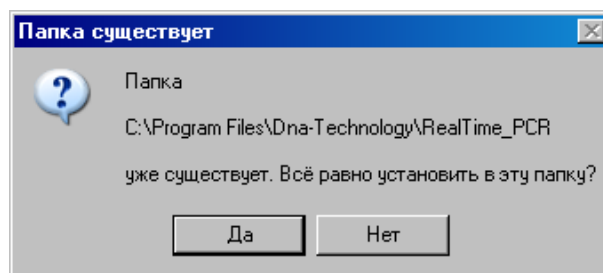 Папка существует
Папка
C:\Program Files\Dna-Technology\RealTime_PCR
уже существует. Всё равно установить в эту папку?
Да
Нет